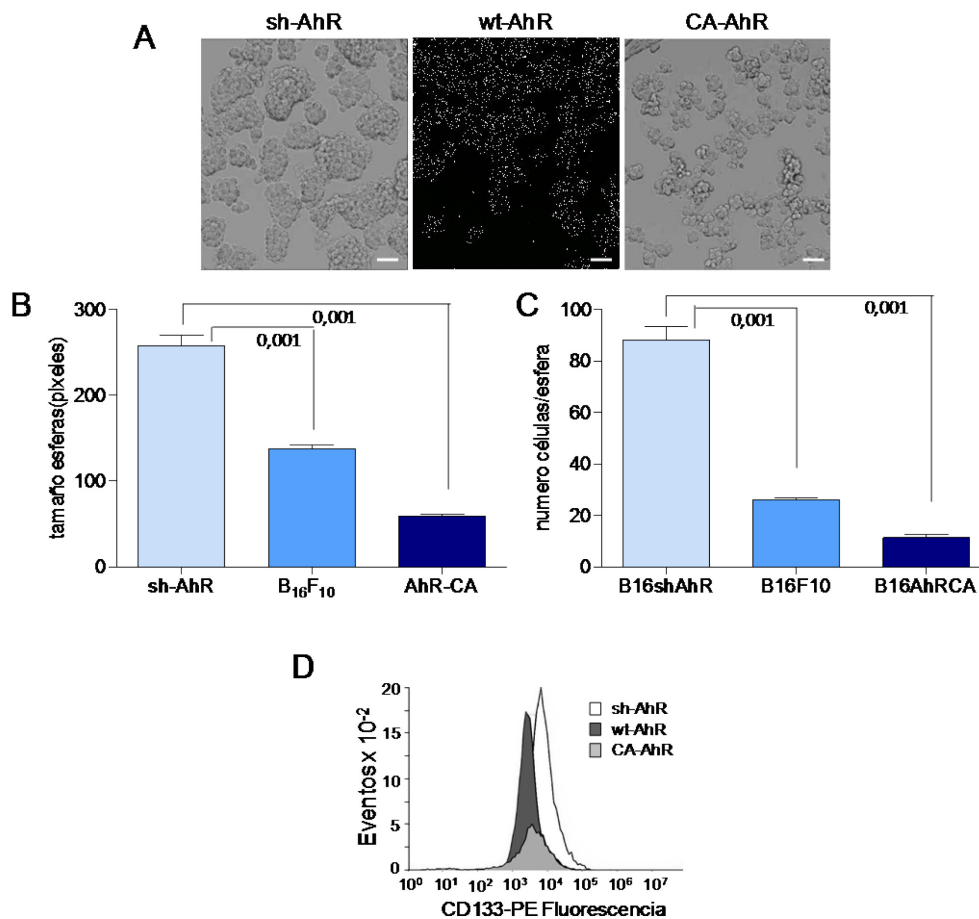 A
sh-AhR
wt-AhR
CA-AhR
B
tamaño esferas(pixeles)
300
200
100
0
0,001
0,001
sh-AhR
B₁₆F₁₀
AhR-CA
C
numero células/esfera
100
80
60
40
20
0
0,001
0,001
B16shAhR
B16F10
B16AhRCA
D
Eventos x 10⁻²
20
15
10
5
0
sh-AhR
wt-AhR
CA-AhR
10⁰ 10¹ 10² 10³ 10⁴ 10⁵ 10⁶ 10⁷
CD133-PE Fluorescencia